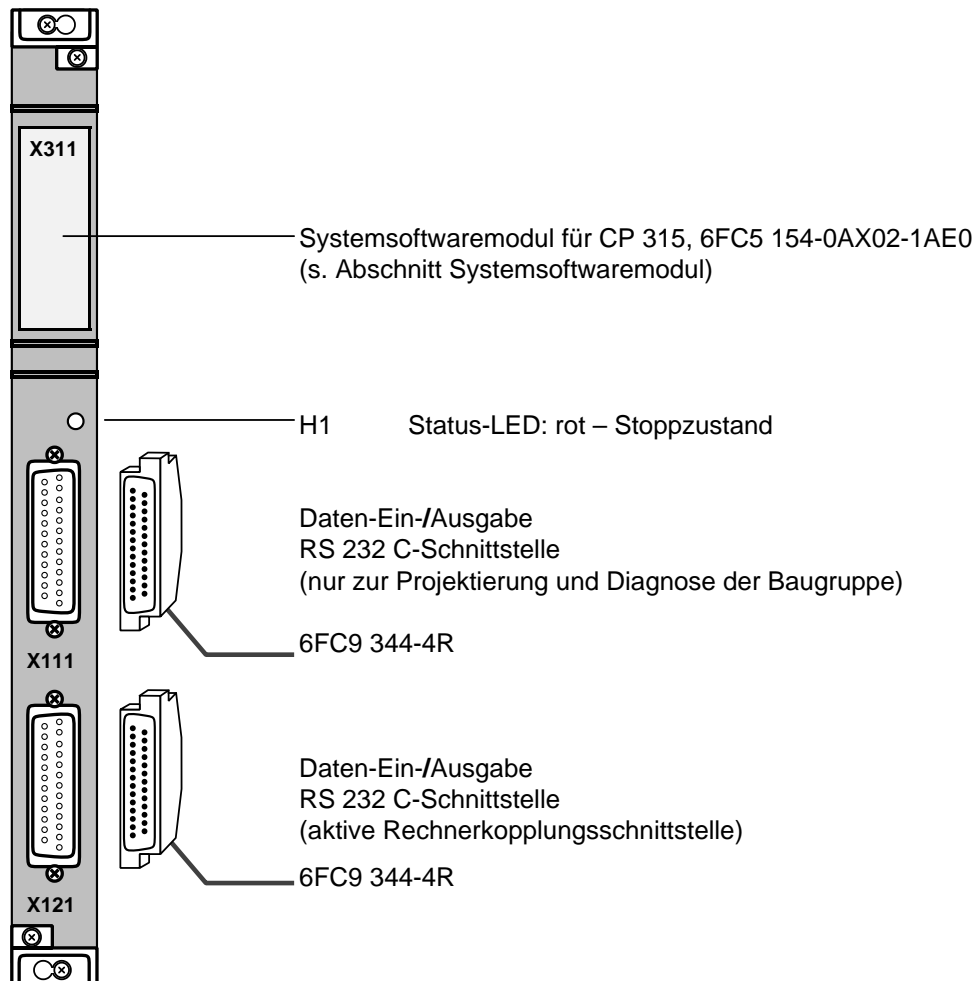 X311
Systemsoftwaremodul für CP 315, 6FC5 154-0AX02-1AE0
(s. Abschnitt Systemsoftwaremodul)
H1 Status-LED: rot – Stoppzustand
Daten-Ein-/Ausgabe
RS 232 C-Schnittstelle
(nur zur Projektierung und Diagnose der Baugruppe)
6FC9 344-4R
X111
Daten-Ein-/Ausgabe
RS 232 C-Schnittstelle
(aktive Rechnerkopplungsschnittstelle)
6FC9 344-4R
X121